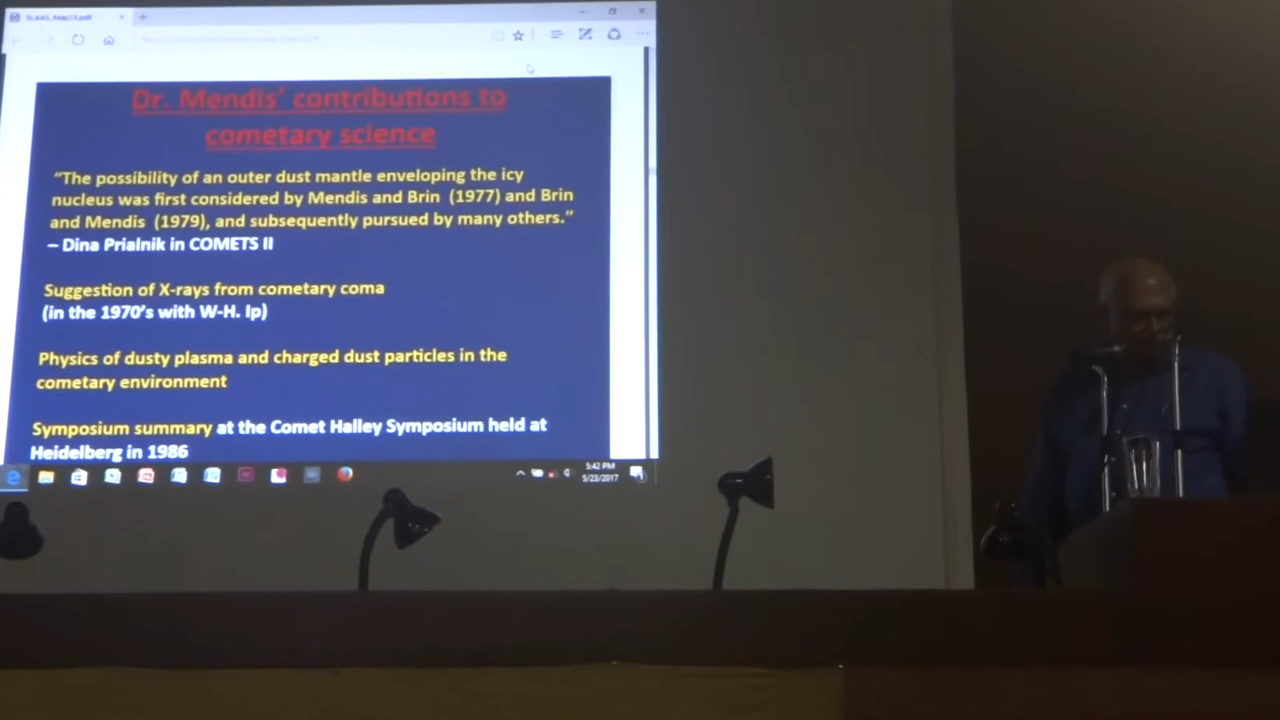 SLAAS_May23.pdf
Dr. Mendis' contributions to
cometary science
“The possibility of an outer dust mantle enveloping the icy
nucleus was first considered by Mendis and Brin (1977) and Brin
and Mendis (1979), and subsequently pursued by many others.”
– Dina Prialnik in COMETS II
Suggestion of X-rays from cometary coma
(in the 1970's with W-H. Ip)
Physics of dusty plasma and charged dust particles in the
cometary environment
Symposium summary at the Comet Halley Symposium held at
Heidelberg in 1986
5:42 PM
5/23/2017